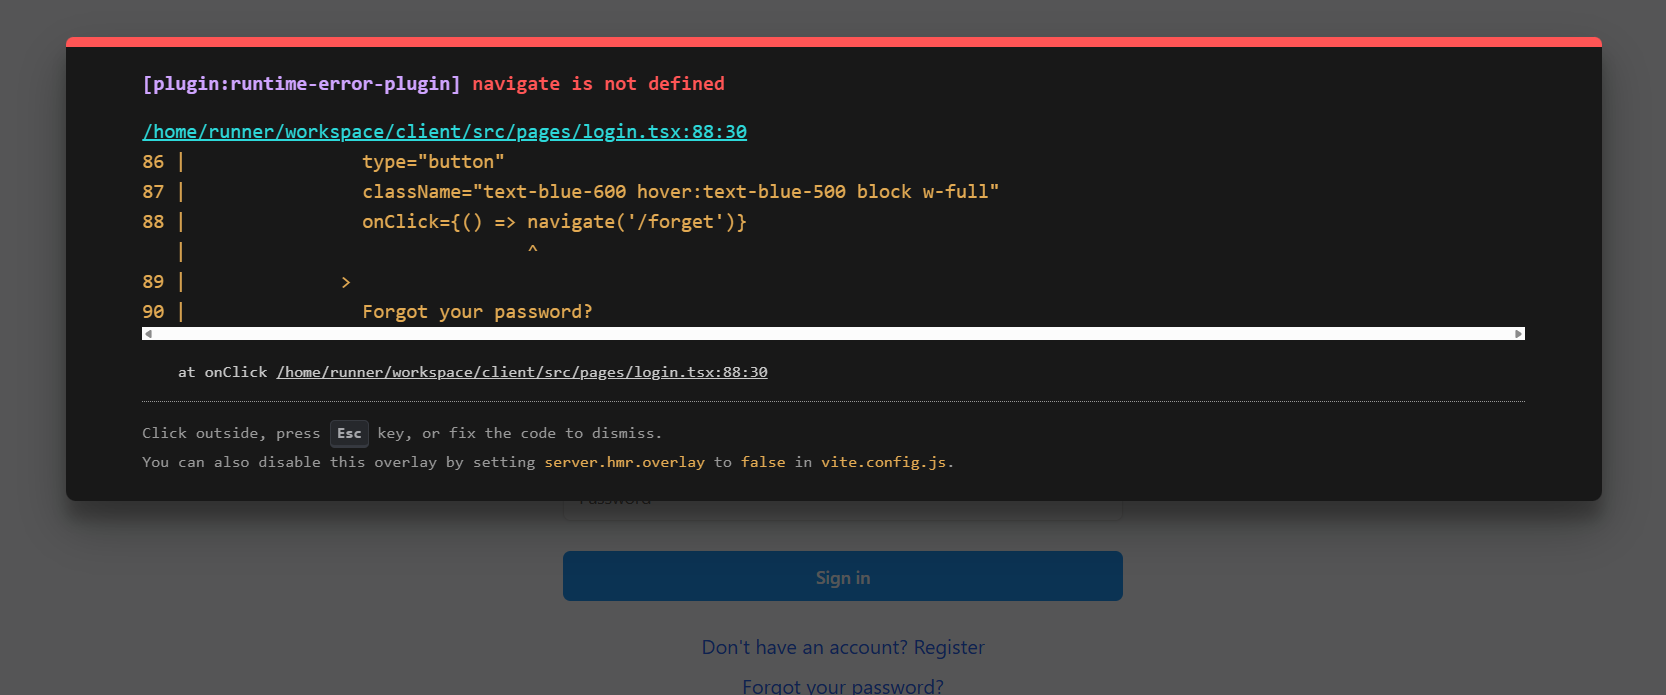 [plugin:runtime-error-plugin] navigate is not defined
/home/runner/workspace/client/src/pages/login.tsx:88:30
86 | type="button"
87 | className="text-blue-600 hover:text-blue-500 block w-full"
88 | onClick={() => navigate('/forget')}
| ^
89 | >
90 | Forgot your password?
at onClick /home/runner/workspace/client/src/pages/login.tsx:88:30
Click outside, press Esc key, or fix the code to dismiss.
You can also disable this overlay by setting server.hmr.overlay to false in vite.config.js.
Password
Sign in
Don't have an account? Register
Forgot your password?